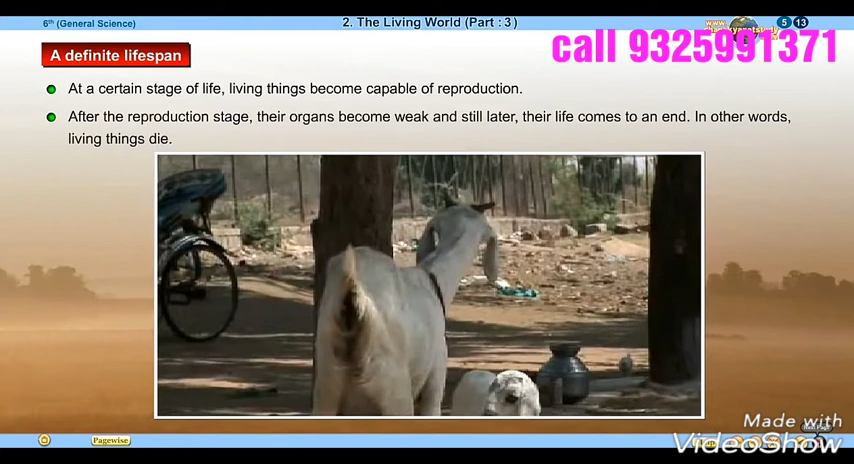 6th (General Science)
2. The Living World (Part : 3)
www.
5 13
call 9325991371
A definite lifespan
At a certain stage of life, living things become capable of reproduction.
After the reproduction stage, their organs become weak and still later, their life comes to an end. In other words,
living things die.
Made with
VideoShow
Pagewise